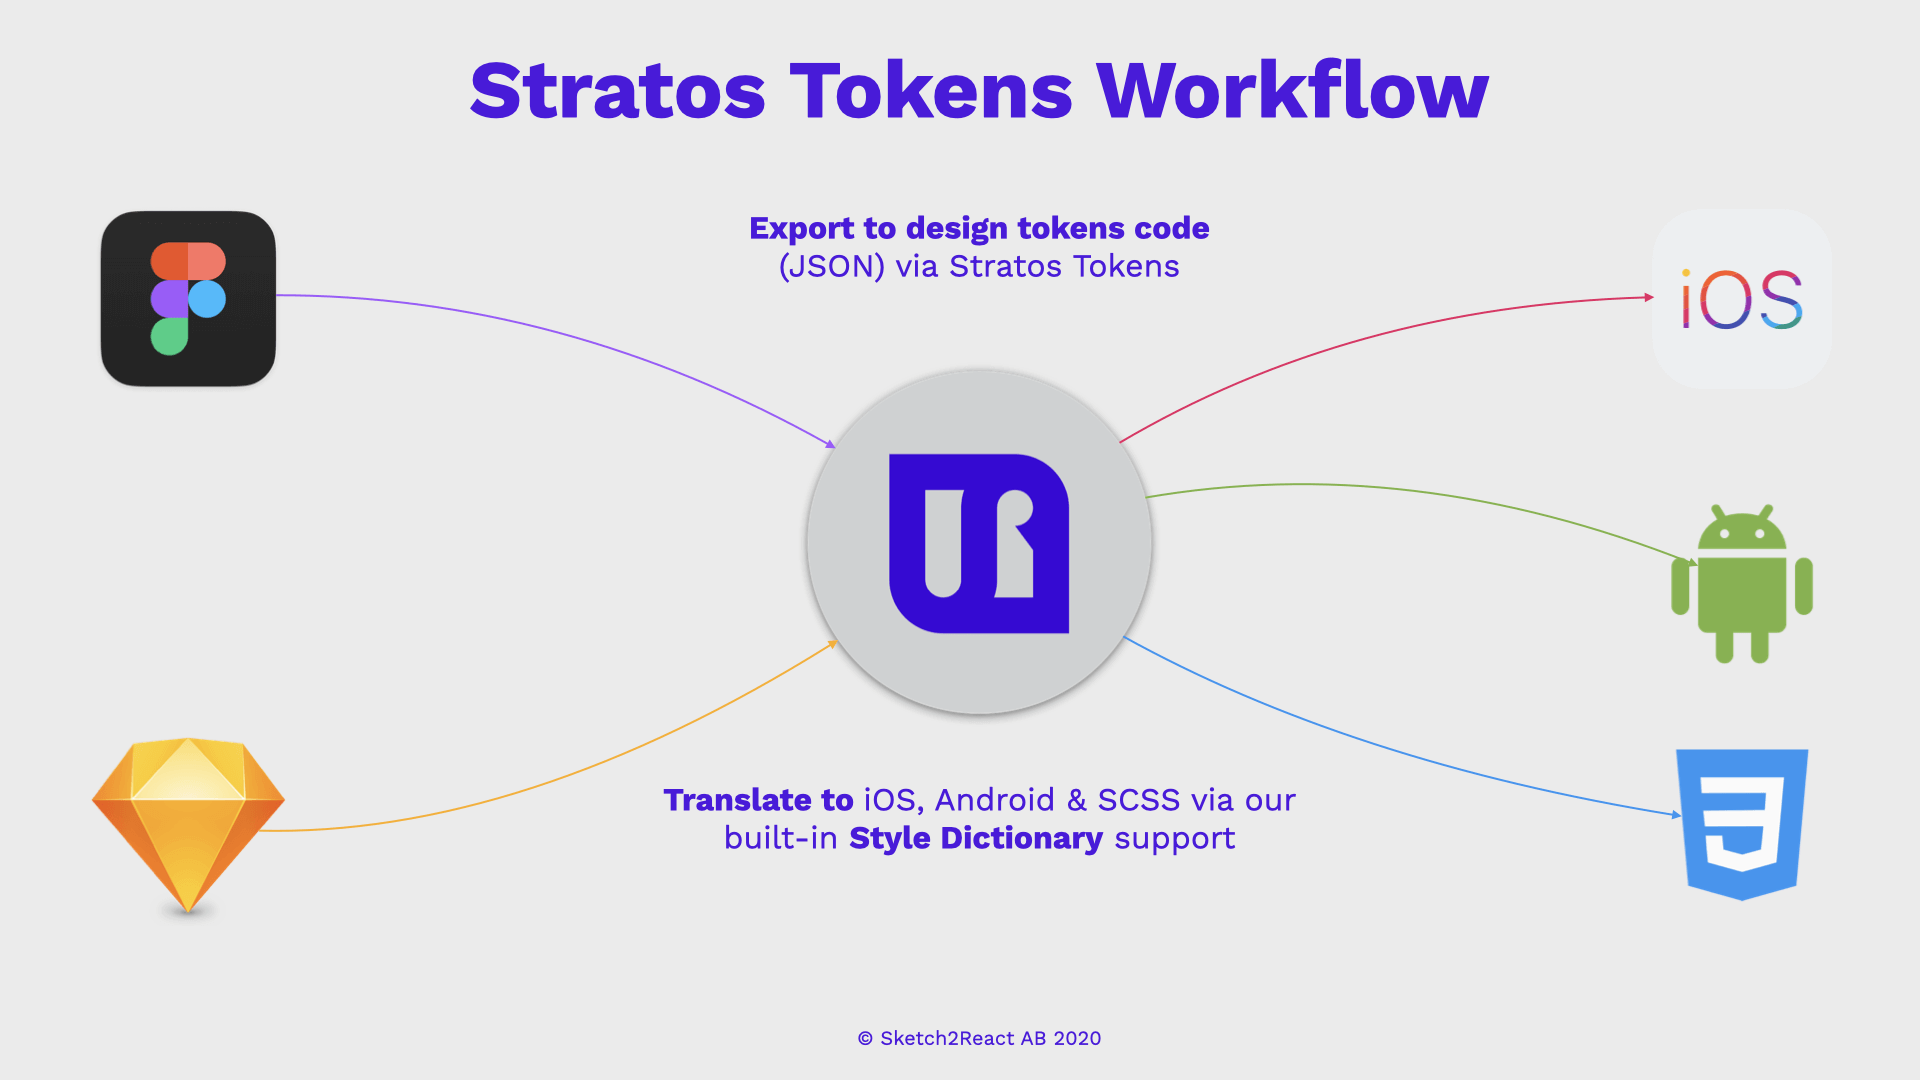 Stratos Tokens Workflow
Export to design tokens code
(JSON) via Stratos Tokens
iOS
Translate to iOS, Android & SCSS via our
built-in Style Dictionary support
© Sketch2React AB 2020